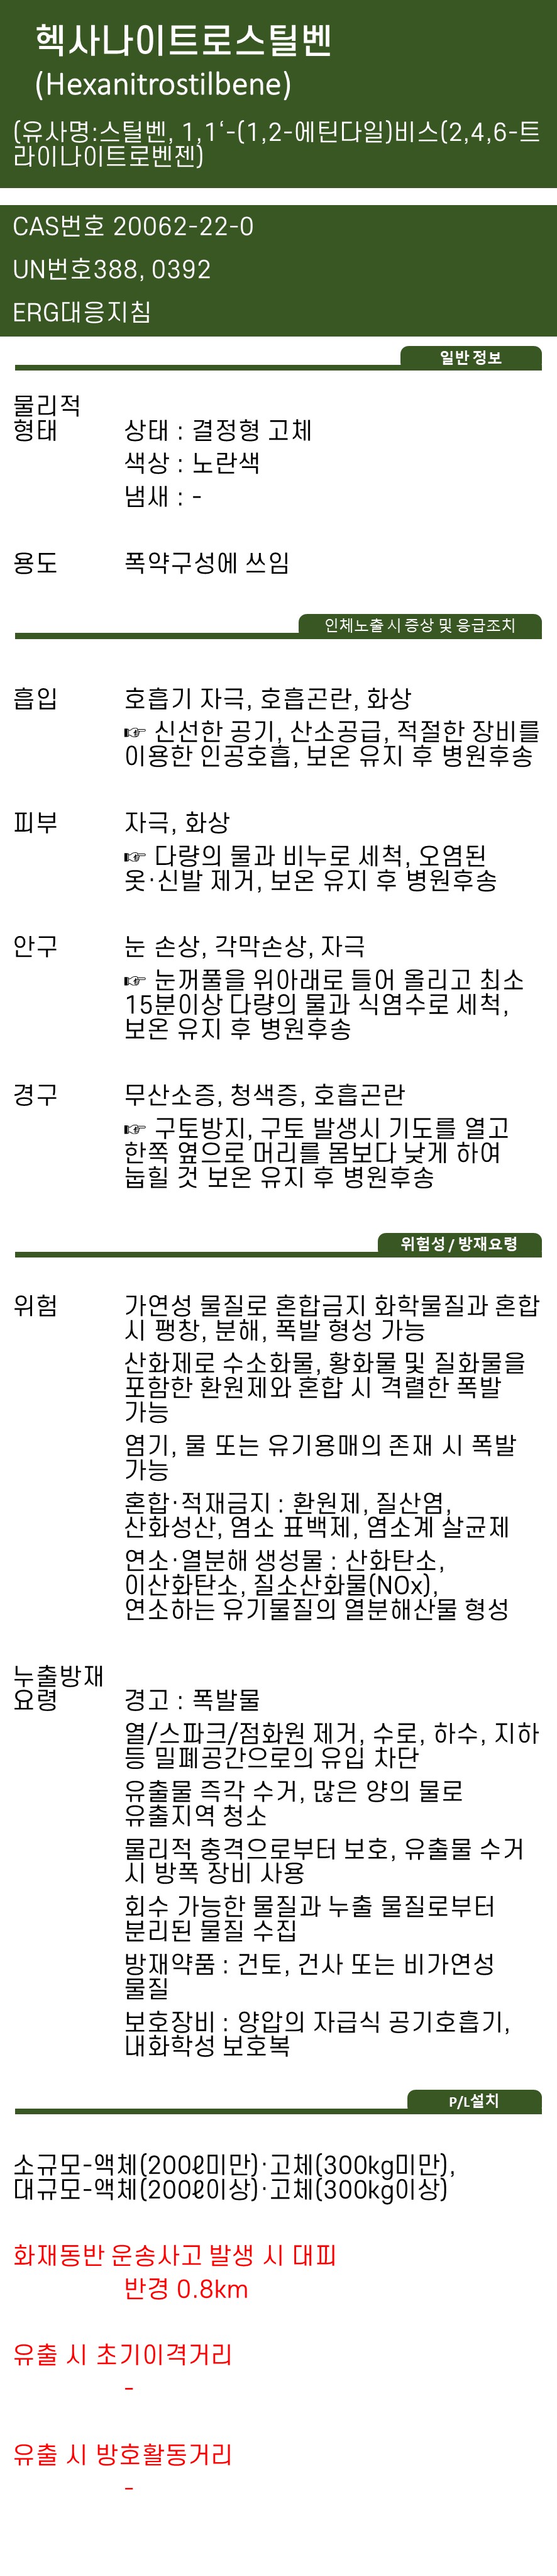 헥사나이트로스틸벤
(Hexanitrostilbene)
(유사명:스틸벤, 1,1‘-(1,2-에틴다일)비스(2,4,6-트
라이나이트로벤젠)
CAS번호 20062-22-0
UN번호388, 0392
ERG대응지침
일반 정보
물리적
형태
상태 : 결정형 고체
색상 : 노란색
냄새 : -
용도
폭약구성에 쓰임
인체노출 시 증상 및 응급조치
흡입
호흡기 자극, 호흡곤란, 화상
☞ 신선한 공기, 산소공급, 적절한 장비를
이용한 인공호흡, 보온 유지 후 병원후송
피부
자극, 화상
☞ 다량의 물과 비누로 세척, 오염된
옷·신발 제거, 보온 유지 후 병원후송
안구
눈 손상, 각막손상, 자극
☞ 눈꺼풀을 위아래로 들어 올리고 최소
15분이상 다량의 물과 식염수로 세척,
보온 유지 후 병원후송
경구
무산소증, 청색증, 호흡곤란
☞ 구토방지, 구토 발생시 기도를 열고
한쪽 옆으로 머리를 몸보다 낮게 하여
눕힐 것 보온 유지 후 병원후송
위험성 / 방재요령
위험
가연성 물질로 혼합금지 화학물질과 혼합
시 팽창, 분해, 폭발 형성 가능
산화제로 수소화물, 황화물 및 질화물을
포함한 환원제와 혼합 시 격렬한 폭발
가능
염기, 물 또는 유기용매의 존재 시 폭발
가능
혼합·적재금지 : 환원제, 질산염,
산화성산, 염소 표백제, 염소계 살균제
연소·열분해 생성물 : 산화탄소,
이산화탄소, 질소산화물(NOx),
연소하는 유기물질의 열분해산물 형성
누출방재
요령
경고 : 폭발물
열/스파크/점화원 제거, 수로, 하수, 지하
등 밀폐공간으로의 유입 차단
유출물 즉각 수거, 많은 양의 물로
유출지역 청소
물리적 충격으로부터 보호, 유출물 수거
시 방폭 장비 사용
회수 가능한 물질과 누출 물질로부터
분리된 물질 수집
방재약품 : 건토, 건사 또는 비가연성
물질
보호장비 : 양압의 자급식 공기호흡기,
내화학성 보호복
P/L설치
소규모-액체(200ℓ미만)·고체(300kg미만),
대규모-액체(200ℓ이상)·고체(300kg이상)
화재동반 운송사고 발생 시 대피
반경 0.8km
유출 시 초기이격거리
-
유출 시 방호활동거리
-